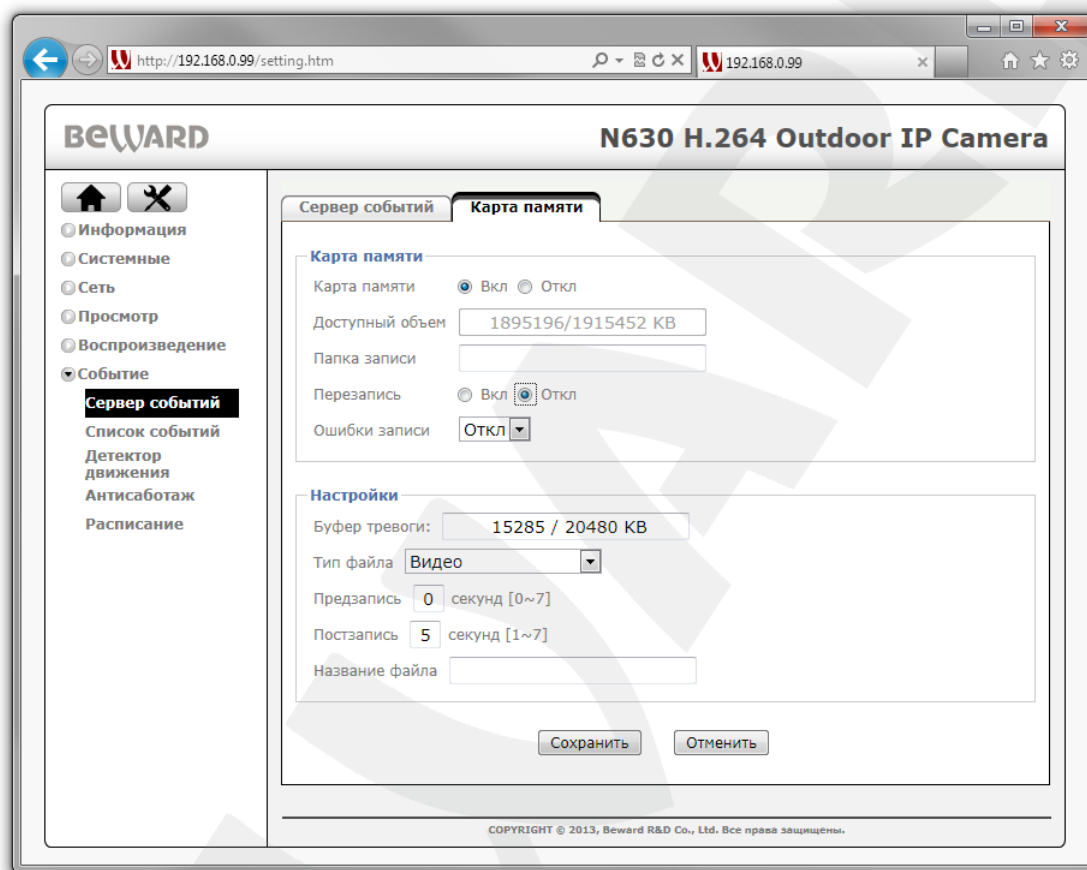 http://192.168.0.99/setting.htm
192.168.0.99
BEWARD
N630 H.264 Outdoor IP Camera
Информация
Системные
Сеть
Просмотр
Воспроизведение
Событие
Сервер событий
Список событий
Детектор
движения
Антисаботаж
Расписание
Сервер событий Карта памяти
Карта памяти
Карта памяти Вкл Откл
Доступный объем 1895196/1915452 KB
Папка записи
Перезапись Вкл Откл
Ошибки записи Откл
Настройки
Буфер тревоги: 15285 / 20480 KB
Тип файла Видео
Предзапись 0 секунд [0~7]
Постзапись 5 секунд [1~7]
Название файла
Сохранить Отменить
COPYRIGHT © 2013, Beward R&D Co., Ltd. Все права защищены.